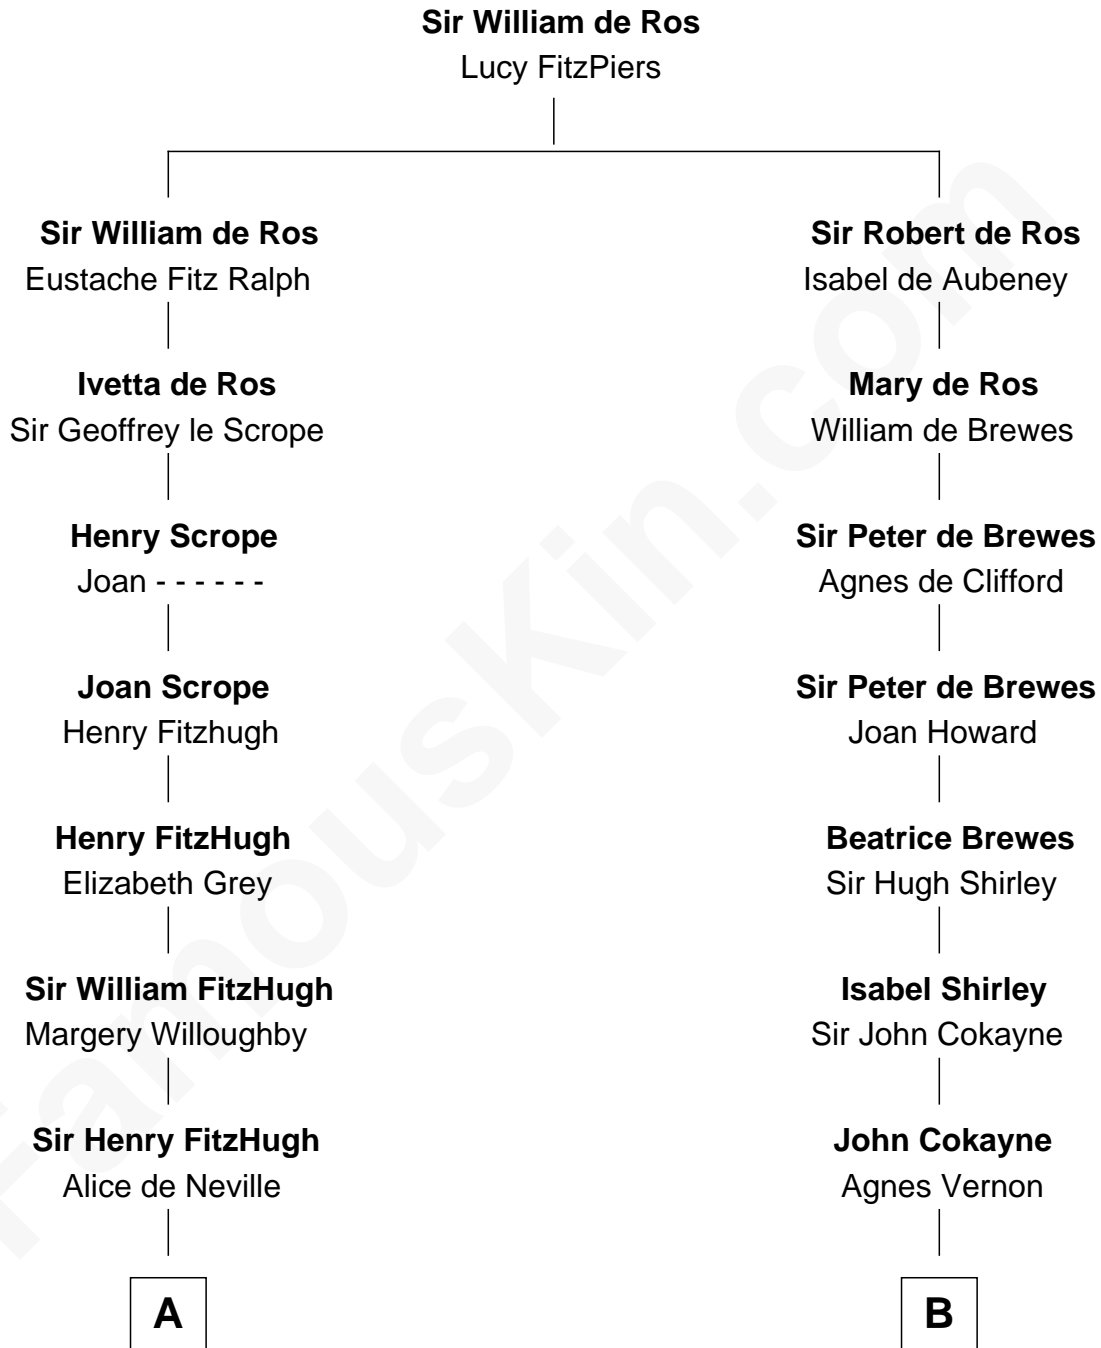 Sir William de Ros
Lucy FitzPiers
Sir William de Ros
Eustache Fitz Ralph
Sir Robert de Ros
Isabel de Aubeney
Ivetta de Ros
Sir Geoffrey le Scrope
Mary de Ros
William de Brewes
Henry Scrope
Joan - - - - - -
Sir Peter de Brewes
Agnes de Clifford
Joan Scrope
Henry Fitzhugh
Sir Peter de Brewes
Joan Howard
Henry FitzHugh
Elizabeth Grey
Beatrice Brewes
Sir Hugh Shirley
Sir William FitzHugh
Margery Willoughby
Isabel Shirley
Sir John Cokayne
Sir Henry FitzHugh
Alice de Neville
John Cokayne
Agnes Vernon
A
B
FamousKin.com